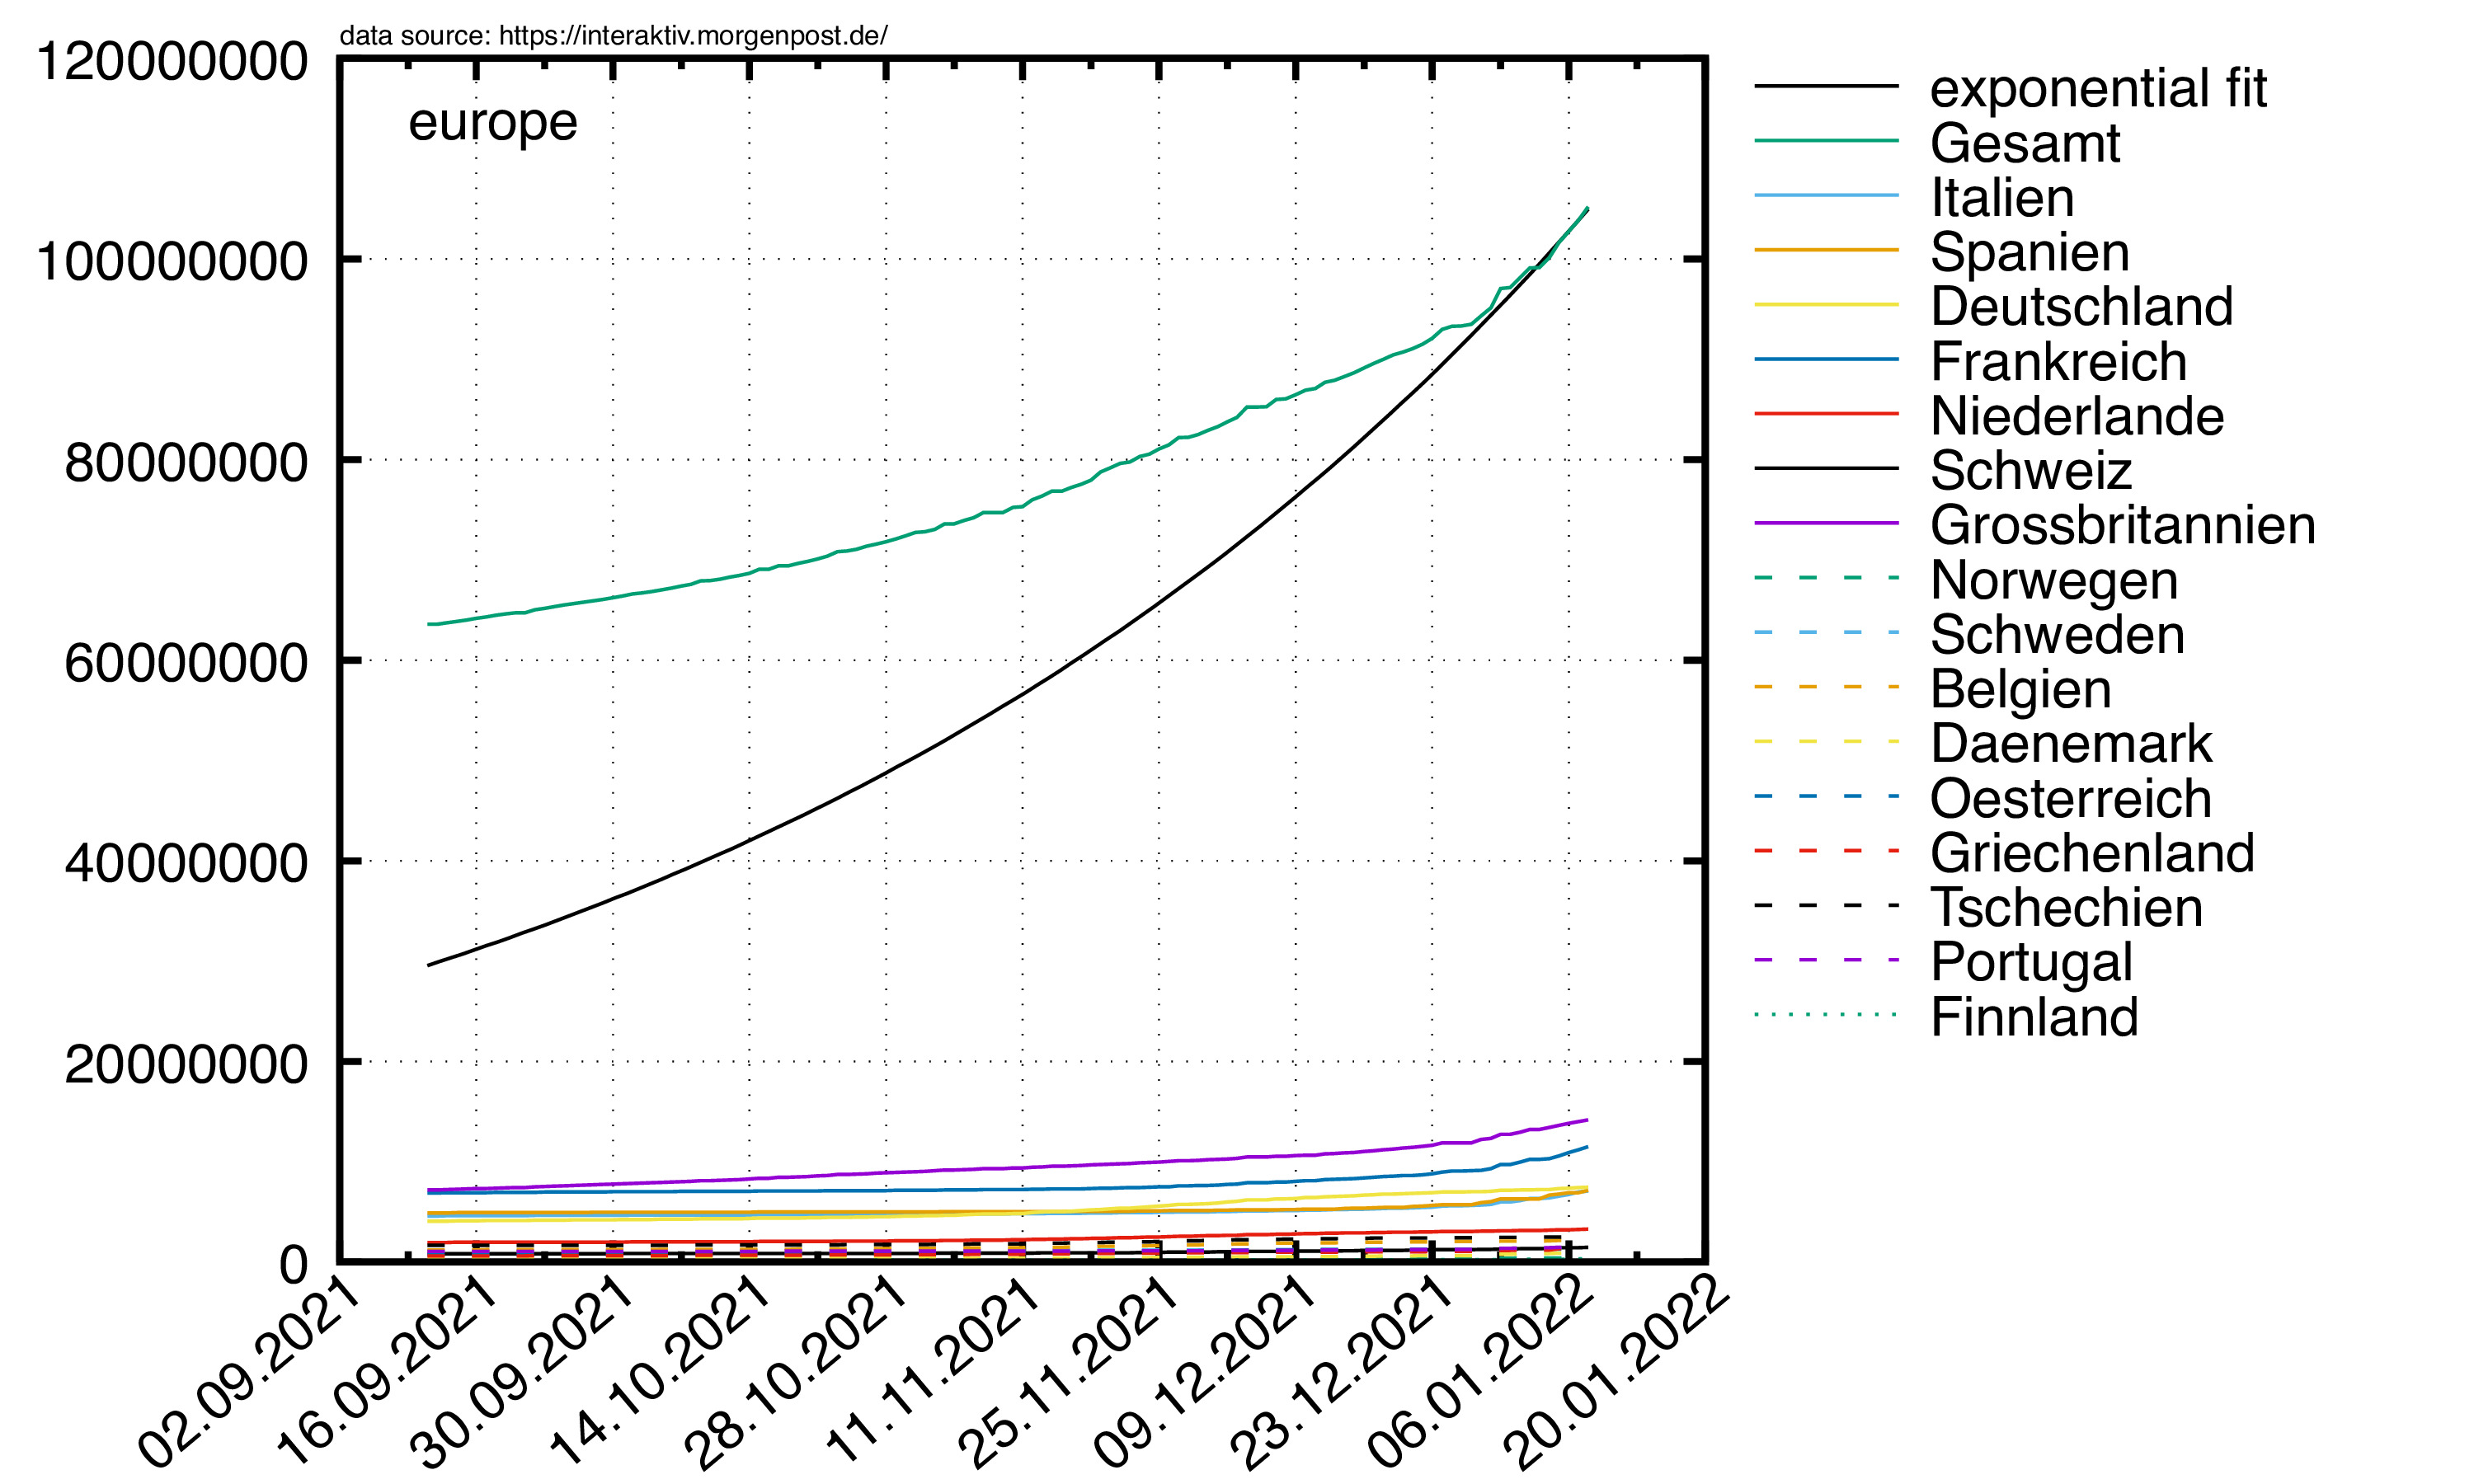 data source: https://interaktiv.morgenpost.de/
europe
120000000
100000000
80000000
60000000
40000000
20000000
0
02.09.2021
16.09.2021
30.09.2021
14.10.2021
28.10.2021
11.11.2021
25.11.2021
09.12.2021
23.12.2021
06.01.2022
20.01.2022
exponential fit
Gesamt
Italien
Spanien
Deutschland
Frankreich
Niederlande
Schweiz
Grossbritannien
Norwegen
Schweden
Belgien
Daenemark
Oesterreich
Griechenland
Tschechien
Portugal
Finnland